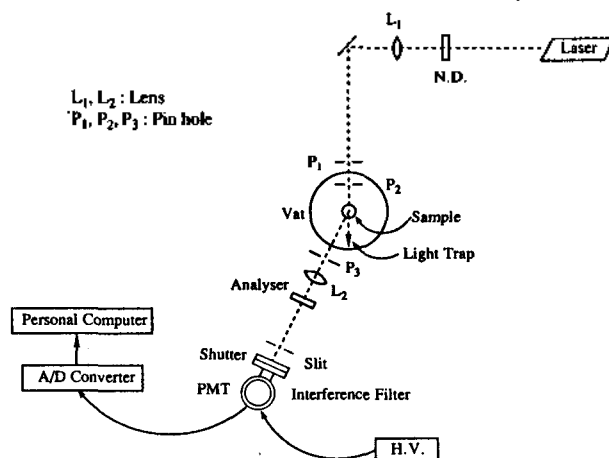 L₁
Laser
N.D.
L₁, L₂ : Lens
P₁, P₂, P₃ : Pin hole
P₁
P₂
Vat
Sample
Light Trap
P₃
L₂
Analyser
Personal Computer
Shutter
Slit
A/D Converter
PMT
Interference Filter
H.V.